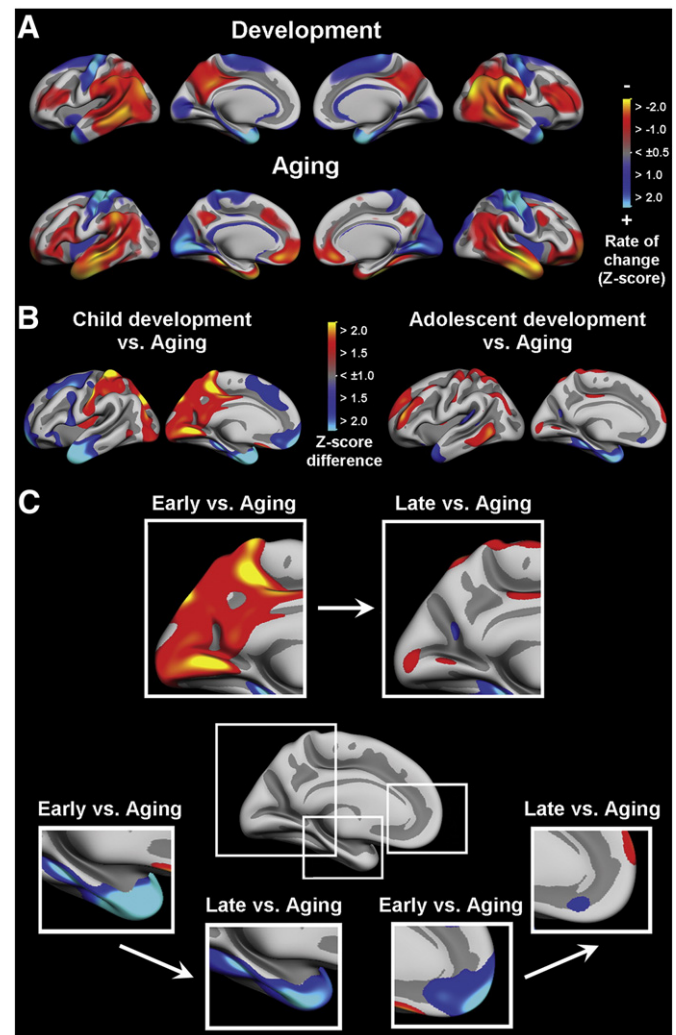 A
Development
-
> -2.0
> -1.0
< ±0.5
> 1.0
> 2.0
+
Rate of
change
(Z-score)
Aging
B
Child development
vs. Aging
> 2.0
> 1.5
< ±1.0
> 1.5
> 2.0
Z-score
difference
Adolescent development
vs. Aging
C
Early vs. Aging
Late vs. Aging
Early vs. Aging
Late vs. Aging
Early vs. Aging
Late vs. Aging